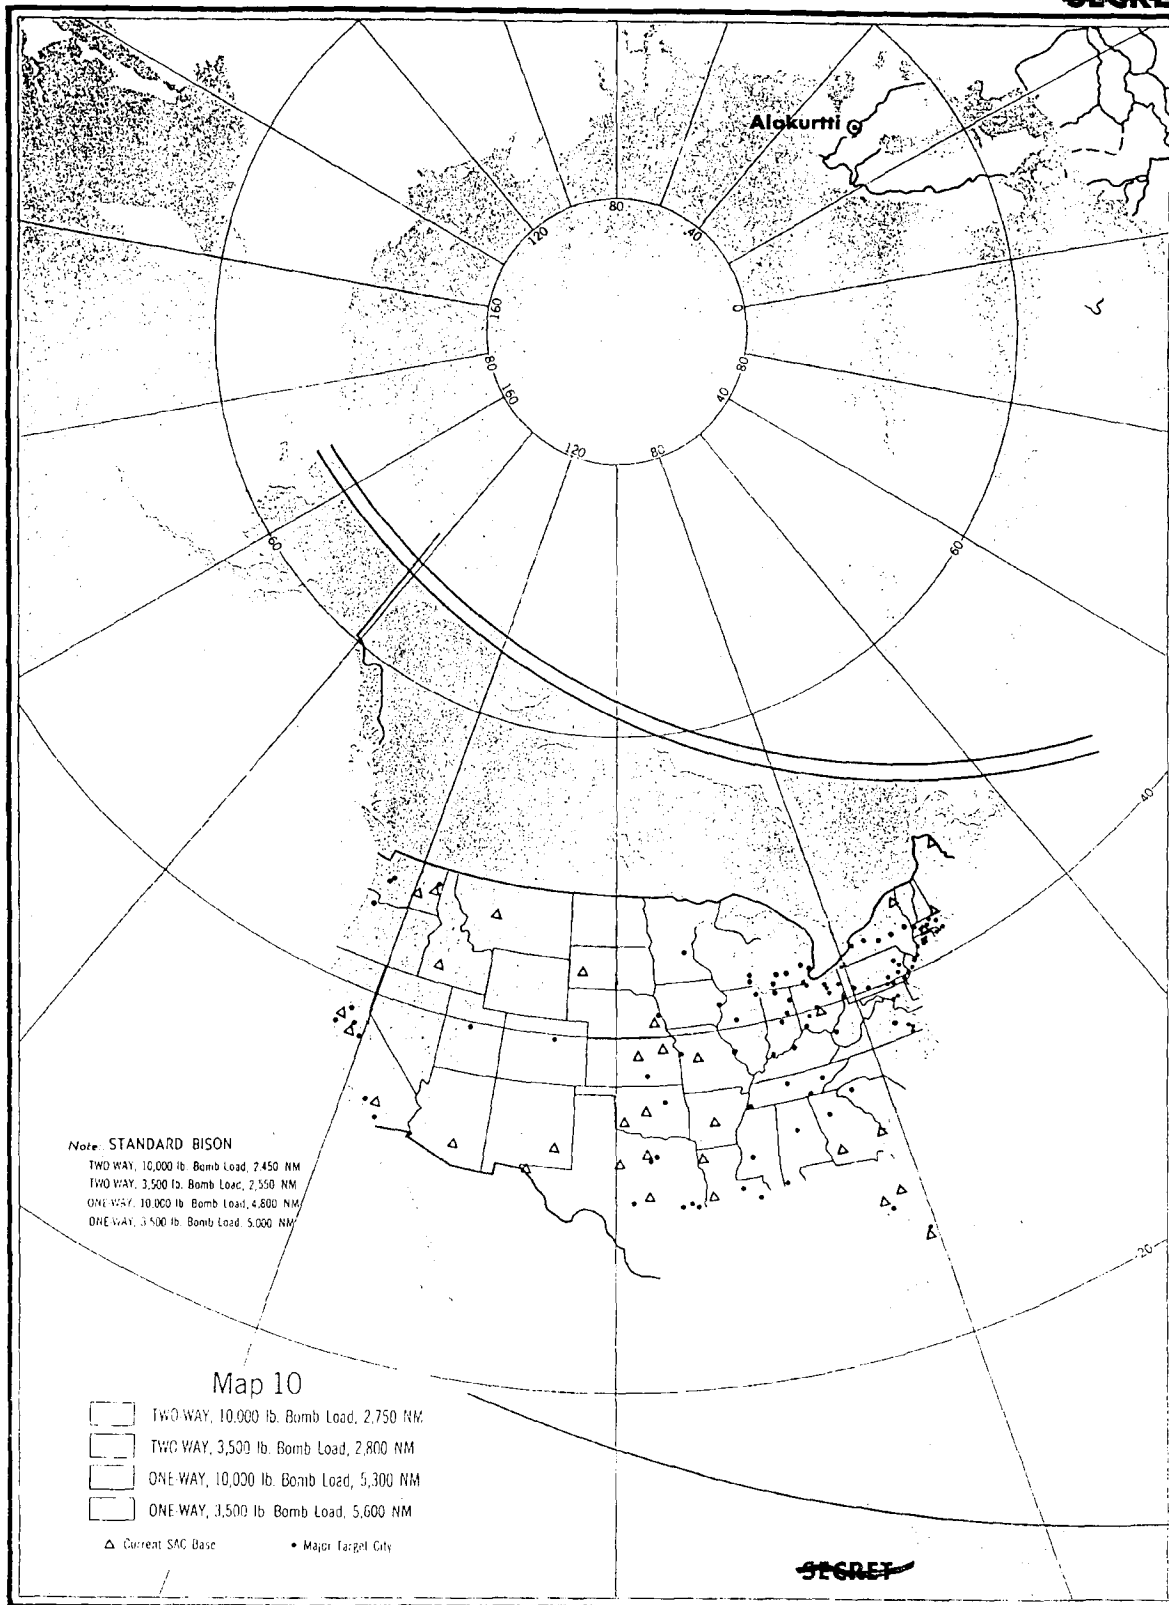 SECRE
Alakurtti
80
120
40
160
0
80
80
160
40
120
80
60
60
40
Note: STANDARD BISON
TWO WAY, 10,000 lb. Bomb Load, 2,450 NM
TWO WAY, 3,500 lb. Bomb Load, 2,550 NM
ONE-WAY, 10,000 lb. Bomb Load, 4,800 NM
ONE-WAY, 3,500 lb. Bomb Load, 5,000 NM
20
Map 10
TWO-WAY, 10,000 lb. Bomb Load, 2,750 NM
TWO-WAY, 3,500 lb. Bomb Load, 2,800 NM
ONE-WAY, 10,000 lb. Bomb Load, 5,300 NM
ONE-WAY, 3,500 lb Bomb Load, 5,600 NM
Current SAC Base
Major Target City
SECRET